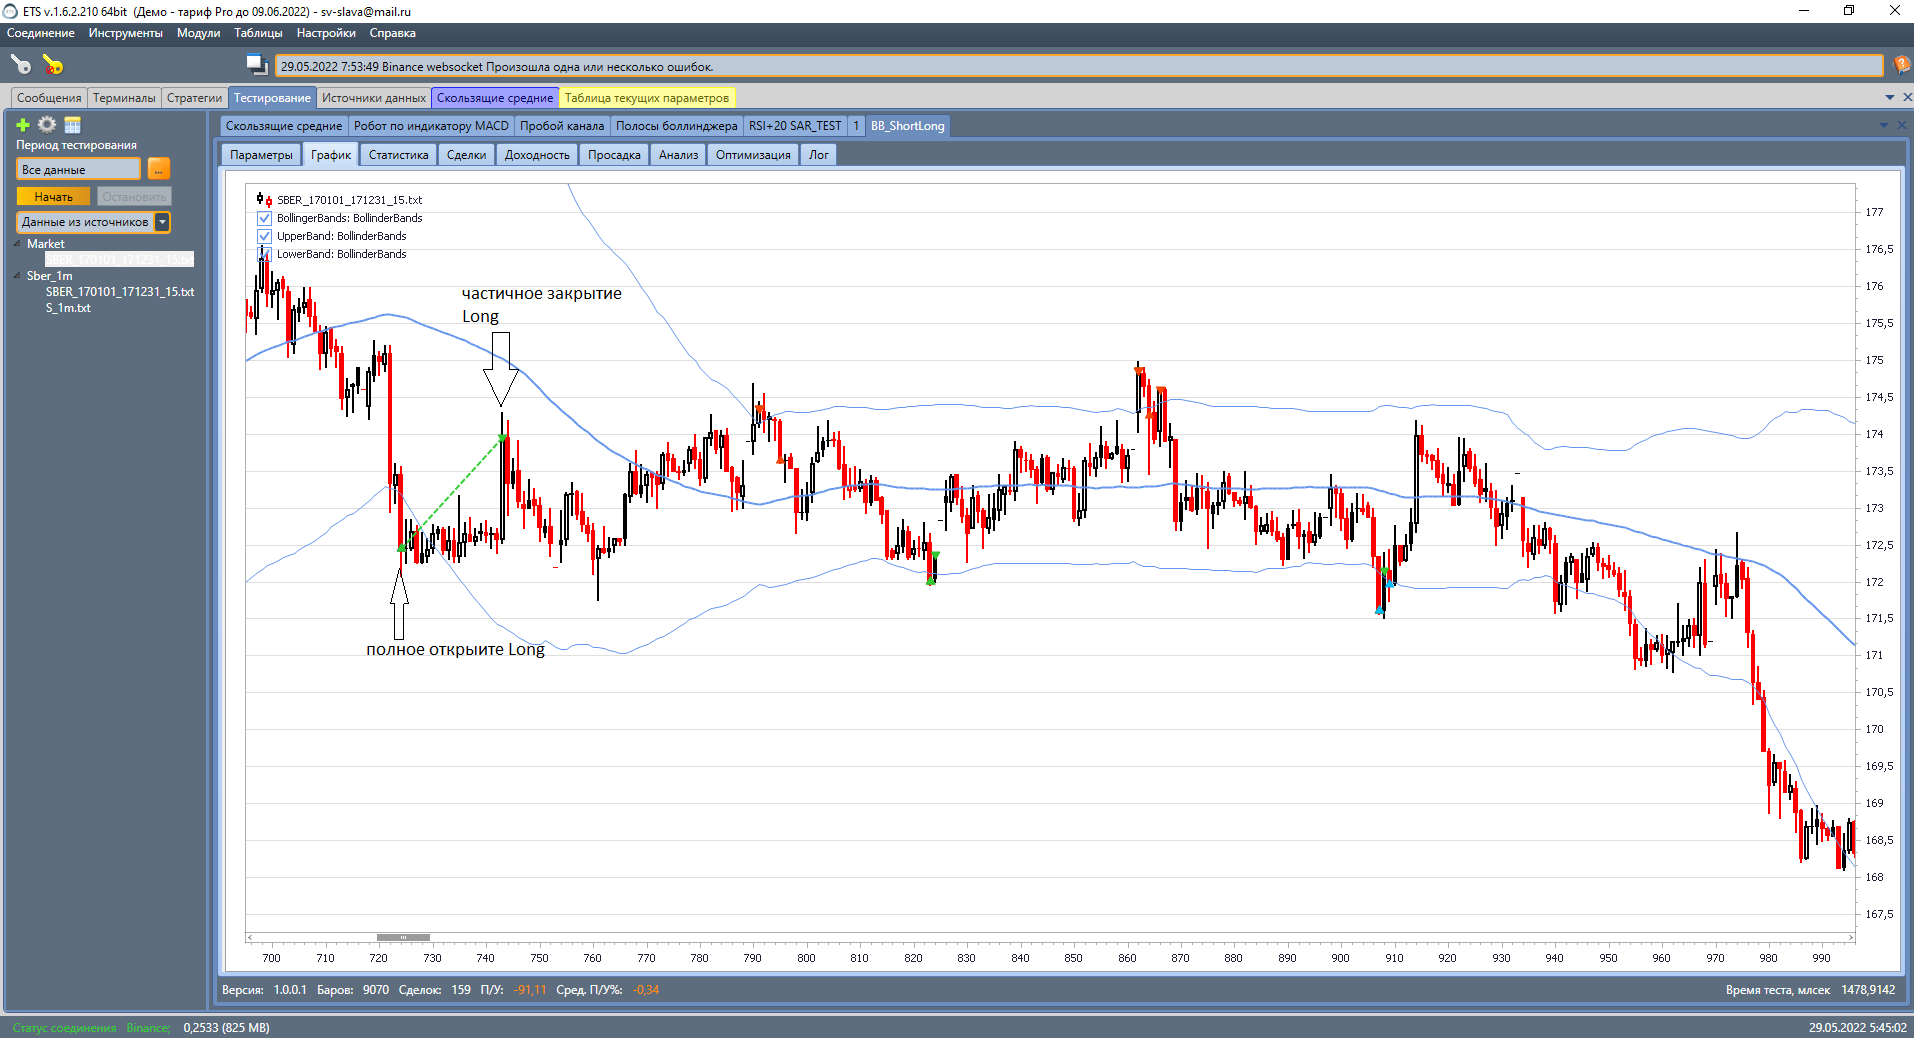 ETS v.1.6.2.210 64bit (Демо - тариф Pro до 09.06.2022) - sv-slava@mail.ru
Соединение Инструменты Модули Таблицы Настройки Справка
29.05.2022 7:53:49 Binance websocket Произошла одна или несколько ошибок.
Сообщения Терминалы Стратегии Тестирование Источники данных Скользящие средние Таблица текущих параметров
Скользящие средние Робот по индикатору MACD Пробой канала Полосы боллинджера RSI+20 SAR_TEST 1 BB_ShortLong
Параметры График Статистика Сделки Доходность Просадка Анализ Оптимизация Лог
Период тестирования
Все данные ...
Начать Остановить
Данные из источников
Market
SBER_170101_171231_15.txt
Sber_1m
SBER_170101_171231_15.txt
S_1m.txt
SBER_170101_171231_15.txt
BollingerBands: BollinderBands
UpperBand: BollinderBands
LowerBand: BollinderBands
частичное закрытие
Long
полное открыите Long
177
176,5
176
175,5
175
174,5
174
173,5
173
172,5
172
171,5
171
170,5
170
169,5
169
168,5
168
167,5
700 710 720 730 740 750 760 770 780 790 800 810 820 830 840 850 860 870 880 890 900 910 920 930 940 950 960 970 980 990
Версия: 1.0.0.1 Баров: 9070 Сделок: 159 П/У: -91,11 Сред. П/У%: -0,34 Время теста, млсек 1478,9142
Статус соединения Binance; 0,2533 (825 MB) 29.05.2022 5:45:02